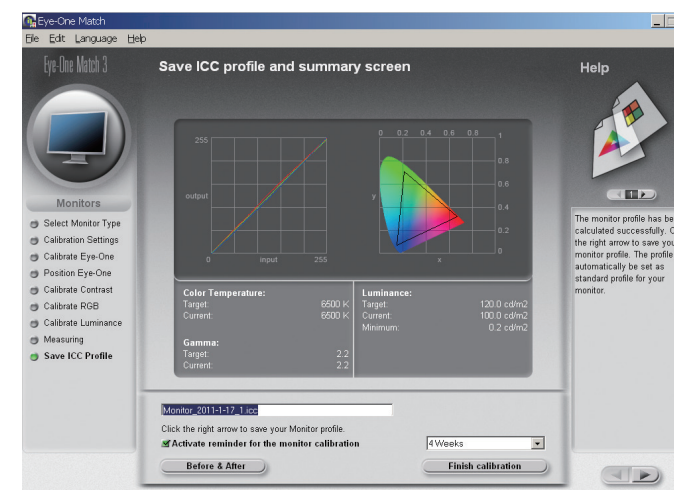 Eye-One Match
File Edit Language Help
Eye-One Match 3
Monitors
Select Monitor Type
Calibration Settings
Calibrate Eye-One
Position Eye-One
Calibrate Contrast
Calibrate RGB
Calibrate Luminance
Measuring
Save ICC Profile
Save ICC profile and summary screen
255
output
0 input 255
0 0.2 0.4 0.6 0.8 1
0.8
0.6
y 0.4
0.2
0
x
Color Temperature:
Target: 6500 K
Current: 6500 K
Gamma:
Target: 2.2
Current: 2.2
Luminance:
Target: 120.0 cd/m2
Current: 100.0 cd/m2
Minimum: 0.2 cd/m2
Monitor_2011-1-17_1.icc
Click the right arrow to save your Monitor profile.
Activate reminder for the monitor calibration
4 Weeks
Before & After
Finish calibration
Help
1
The monitor profile has be
calculated successfully. C
the right arrow to save you
monitor profile. The profile
automatically be set as
standard profile for your
monitor.